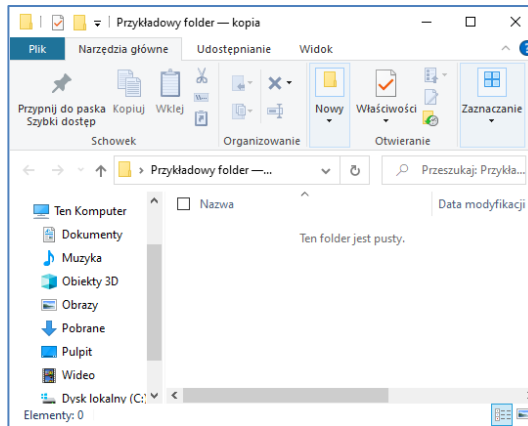 Przykładowy folder — kopia
Plik Narzędzia główne Udostępnianie Widok
Przypnij do paska Szybki dostęp
Kopiuj
Wklej
Nowy
Właściwości
Zaznaczanie
Schowek Organizowanie Otwieranie
Przykładowy folder —...
Przeszukaj: Przykła...
Ten Komputer
Dokumenty
Muzyka
Obiekty 3D
Obrazy
Pobrane
Pulpit
Wideo
Dysk lokalny (C:)
Nazwa Data modyfikacji
Ten folder jest pusty.
Elementy: 0